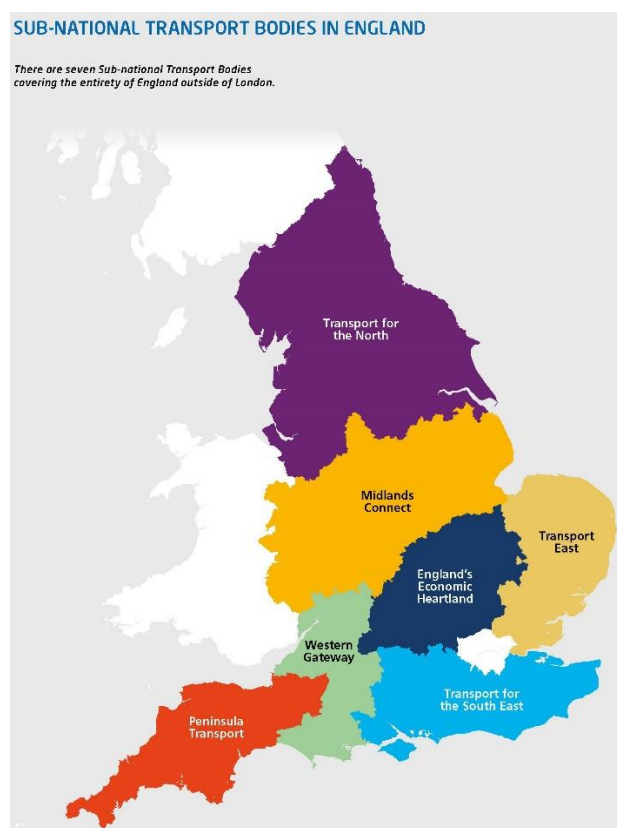 SUB-NATIONAL TRANSPORT BODIES IN ENGLAND
There are seven Sub-national Transport Bodies
covering the entirety of England outside of London.
Transport for
the North
Midlands
Connect
Transport
East
England's
Economic
Heartland
Western
Gateway
Transport for
the South East
Peninsula
Transport